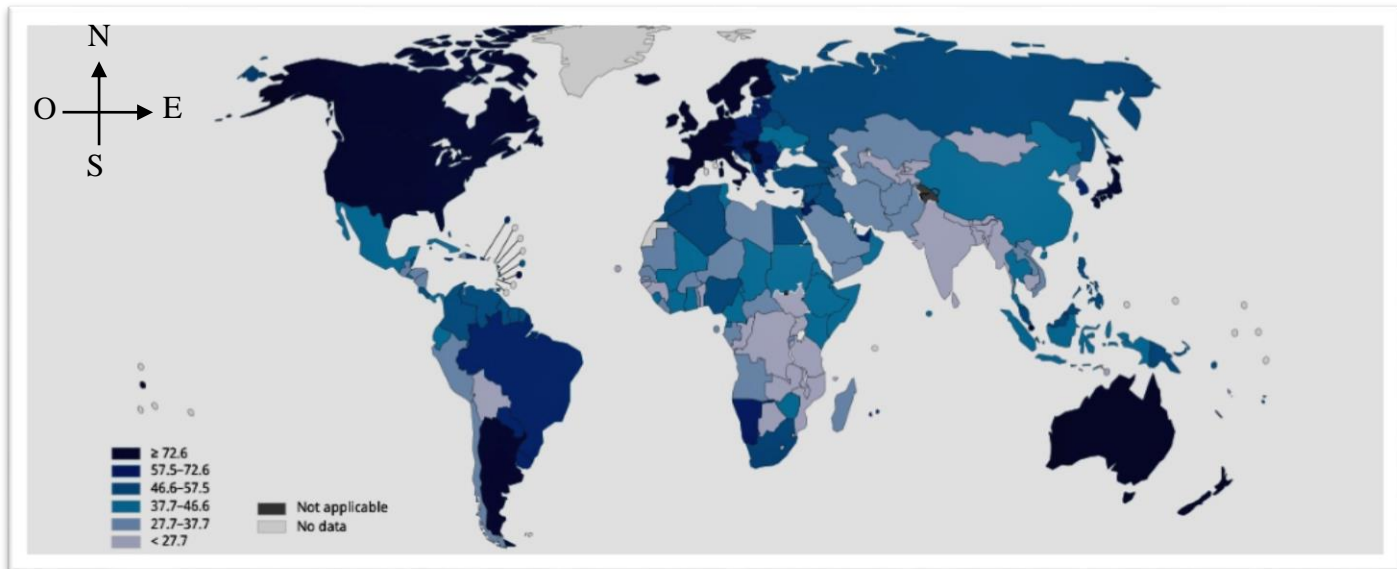 N
O E
S
≥ 72.6
57.5–72.6
46.6–57.5
37.7–46.6
27.7–37.7
< 27.7
Not applicable
No data